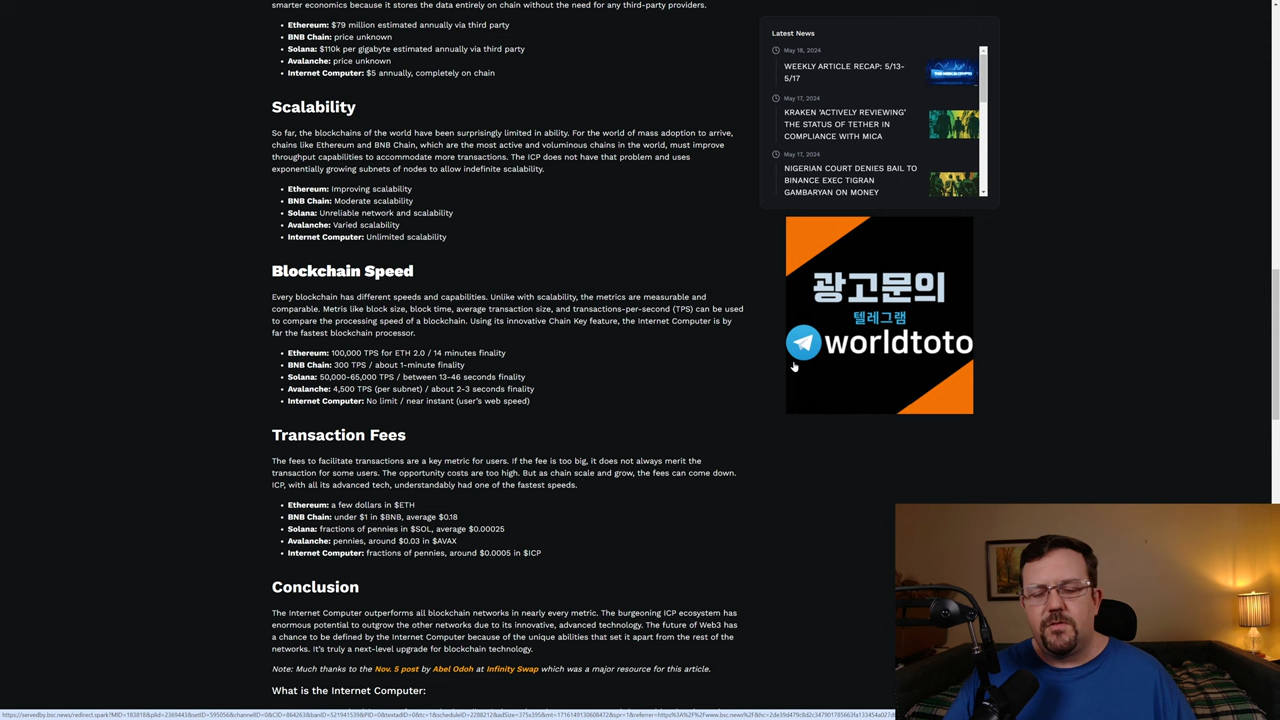 smarter economics because it stores the data entirely on chain without the need for any third-party providers.
• Ethereum: $79 million estimated annually via third party
• BNB Chain: price unknown
• Solana: $110k per gigabyte estimated annually via third party
• Avalanche: price unknown
• Internet Computer: $5 annually, completely on chain
Scalability
So far, the blockchains of the world have been surprisingly limited in ability. For the world of mass adoption to arrive,
chains like Ethereum and BNB Chain, which are the most active and voluminous chains in the world, must improve
throughput capabilities to accommodate more transactions. The ICP does not have that problem and uses
exponentially growing subnets of nodes to allow indefinite scalability.
• Ethereum: Improving scalability
• BNB Chain: Moderate scalability
• Solana: Unreliable network and scalability
• Avalanche: Varied scalability
• Internet Computer: Unlimited scalability
Blockchain Speed
Every blockchain has different speeds and capabilities. Unlike with scalability, the metrics are measurable and
comparable. Metris like block size, block time, average transaction size, and transactions-per-second (TPS) can be used
to compare the processing speed of a blockchain. Using its innovative Chain Key feature, the Internet Computer is by
far the fastest blockchain processor.
• Ethereum: 100,000 TPS for ETH 2.0 / 14 minutes finality
• BNB Chain: 300 TPS / about 1-minute finality
• Solana: 50,000-65,000 TPS / between 13-46 seconds finality
• Avalanche: 4,500 TPS (per subnet) / about 2-3 seconds finality
• Internet Computer: No limit / near instant (user's web speed)
Transaction Fees
The fees to facilitate transactions are a key metric for users. If the fee is too big, it does not always merit the
transaction for some users. The opportunity costs are too high. But as chain scale and grow, the fees can come down.
ICP, with all its advanced tech, understandably had one of the fastest speeds.
• Ethereum: a few dollars in $ETH
• BNB Chain: under $1 in $BNB, average $0.18
• Solana: fractions of pennies in $SOL, average $0.00025
• Avalanche: pennies, around $0.03 in $AVAX
• Internet Computer: fractions of pennies, around $0.0005 in $ICP
Conclusion
The Internet Computer outperforms all blockchain networks in nearly every metric. The burgeoning ICP ecosystem has
enormous potential to outgrow the other networks due to its innovative, advanced technology. The future of Web3 has
a chance to be defined by the Internet Computer because of the unique abilities that set it apart from the rest of the
networks. It's truly a next-level upgrade for blockchain technology.
Note: Much thanks to the Nov. 5 post by Abel Odoh at Infinity Swap which was a major resource for this article.
What is the Internet Computer:
Latest News
May 18, 2024
WEEKLY ARTICLE RECAP: 5/13-
5/17
May 17, 2024
KRAKEN 'ACTIVELY REVIEWING'
THE STATUS OF TETHER IN
COMPLIANCE WITH MICA
May 17, 2024
NIGERIAN COURT DENIES BAIL TO
BINANCE EXEC TIGRAN
GAMBARYAN ON MONEY
광고문의
텔레그램
worldtoto